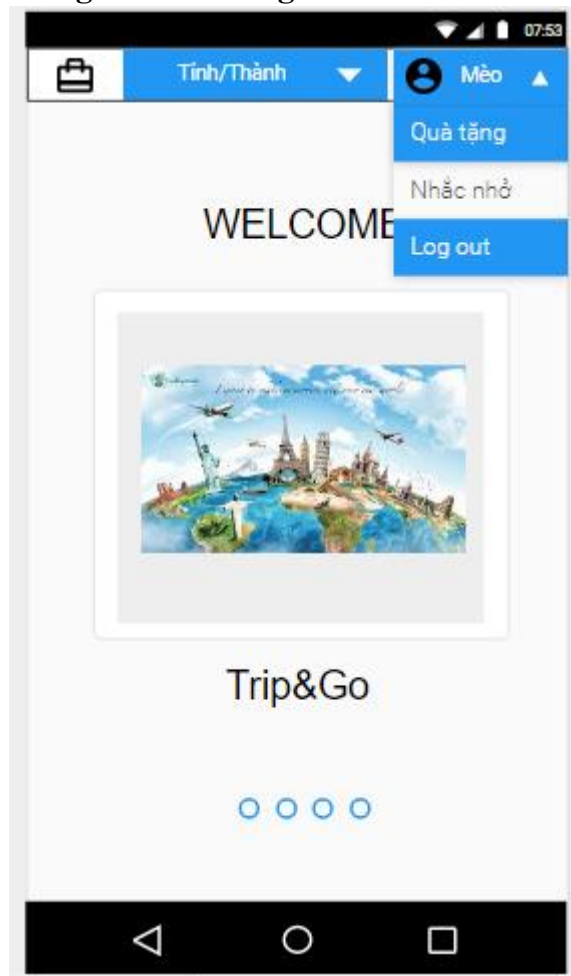 07:53
Tỉnh/Thành
Mèo
Quà tặng
Nhắc nhở
Log out
WELCOME
Trip&Go